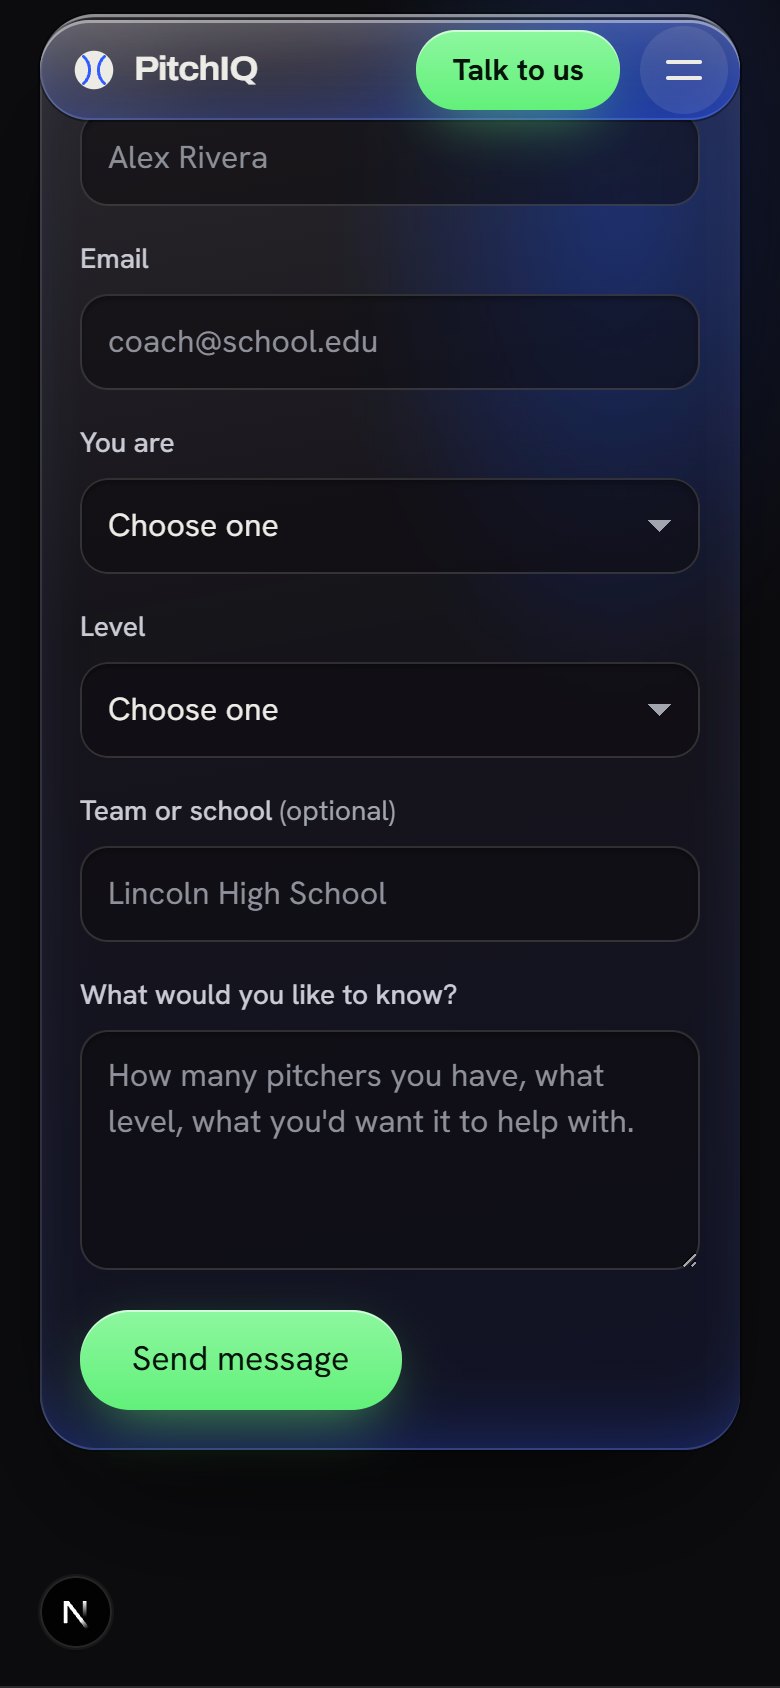 PitchIQ
Talk to us
Alex Rivera
Email
coach@school.edu
You are
Choose one
Level
Choose one
Team or school (optional)
Lincoln High School
What would you like to know?
How many pitchers you have, what
level, what you'd want it to help with.
Send message
N